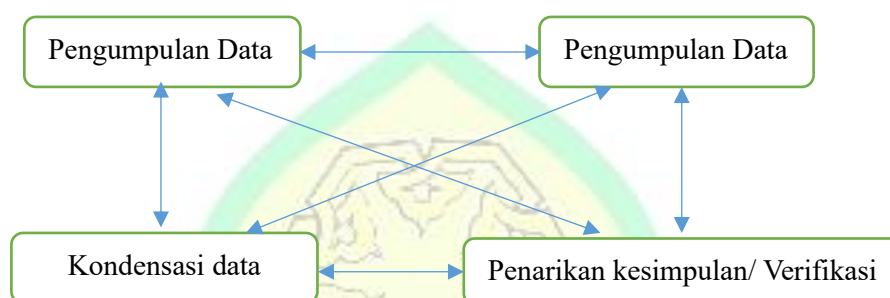 Pengumpulan Data
Pengumpulan Data
Kondensasi data
Penarikan kesimpulan/ Verifikasi